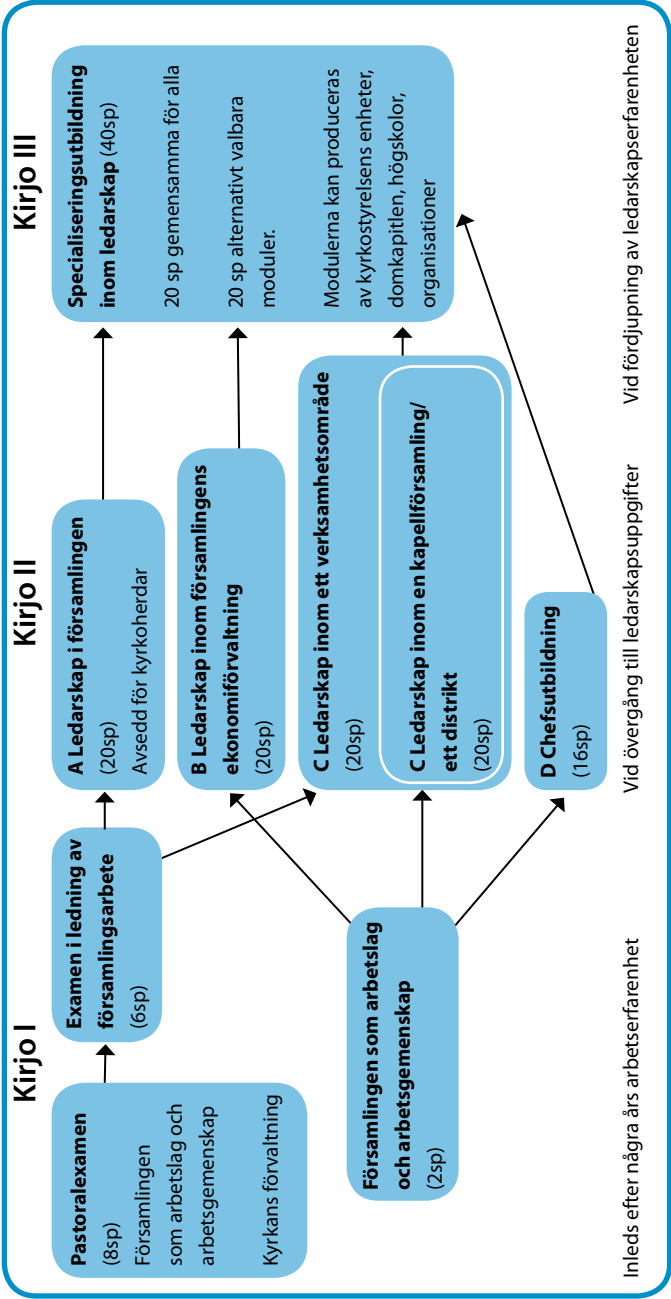 Kirjo I
Kirjo II
Kirjo III
Pastoralexamen
(8sp)
Församlingen
som arbetslag och
arbetsgemenskap
Kyrkans förvaltning
Examen i ledning av
församlingsarbete
(6sp)
Församlingen som arbetslag
och arbetsgemenskap
(2sp)
A Ledarskap i församlingen
(20sp)
Avsedd för kyrkoherdar
B Ledarskap inom församlingens
ekonomiförvaltning
(20sp)
C Ledarskap inom ett verksamhetsområde
(20sp)
C Ledarskap inom en kapellförsamling/
ett distrikt
(20sp)
D Chefsutbildning
(16sp)
Specialiseringsutbildning
inom ledarskap (40sp)
20 sp gemensamma för alla
20 sp alternativt valbara
moduler.
Modulerna kan produceras
av kyrkostyrelsens enheter,
domkapitlen, högskolor,
organisationer
Inleds efter några års arbetserfarenhet
Vid övergång till ledarskapsuppgifter
Vid fördjupning av ledarskapserfarenheten